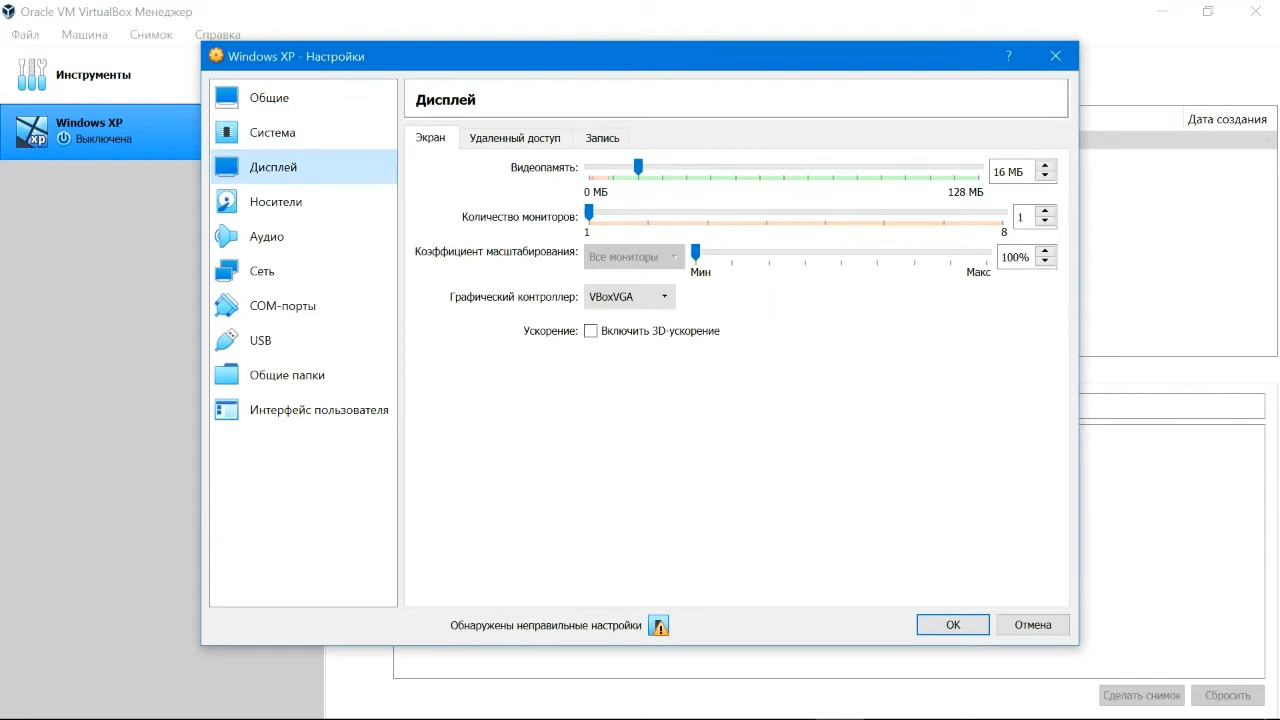 Oracle VM VirtualBox Менеджер
Файл Машина Снимок Справка
Инструменты
Windows XP
Выключена
Дата создания
Windows XP - Настройки
?
Общие
Система
Дисплей
Носители
Аудио
Сеть
COM-порты
USB
Общие папки
Интерфейс пользователя
Дисплей
Экран Удаленный доступ Запись
Видеопамять: 16 МБ
0 МБ 128 МБ
Количество мониторов: 1
1 8
Коэффициент масштабирования: Все мониторы 100%
Мин Макс
Графический контроллер: VBoxVGA
Ускорение: Включить 3D-ускорение
Обнаружены неправильные настройки
OK Отмена
Сделать снимок Сбросить
xp